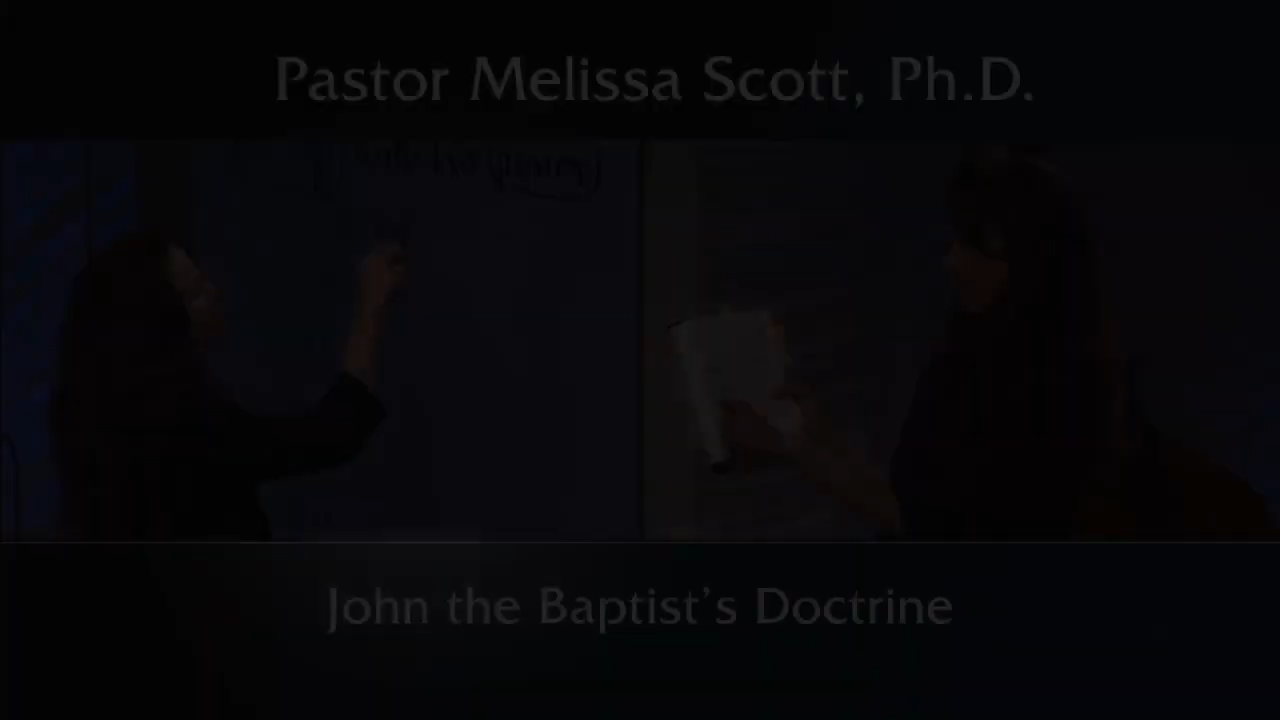 Pastor Melissa Scott, Ph.D.
John the Baptist's Doctrine